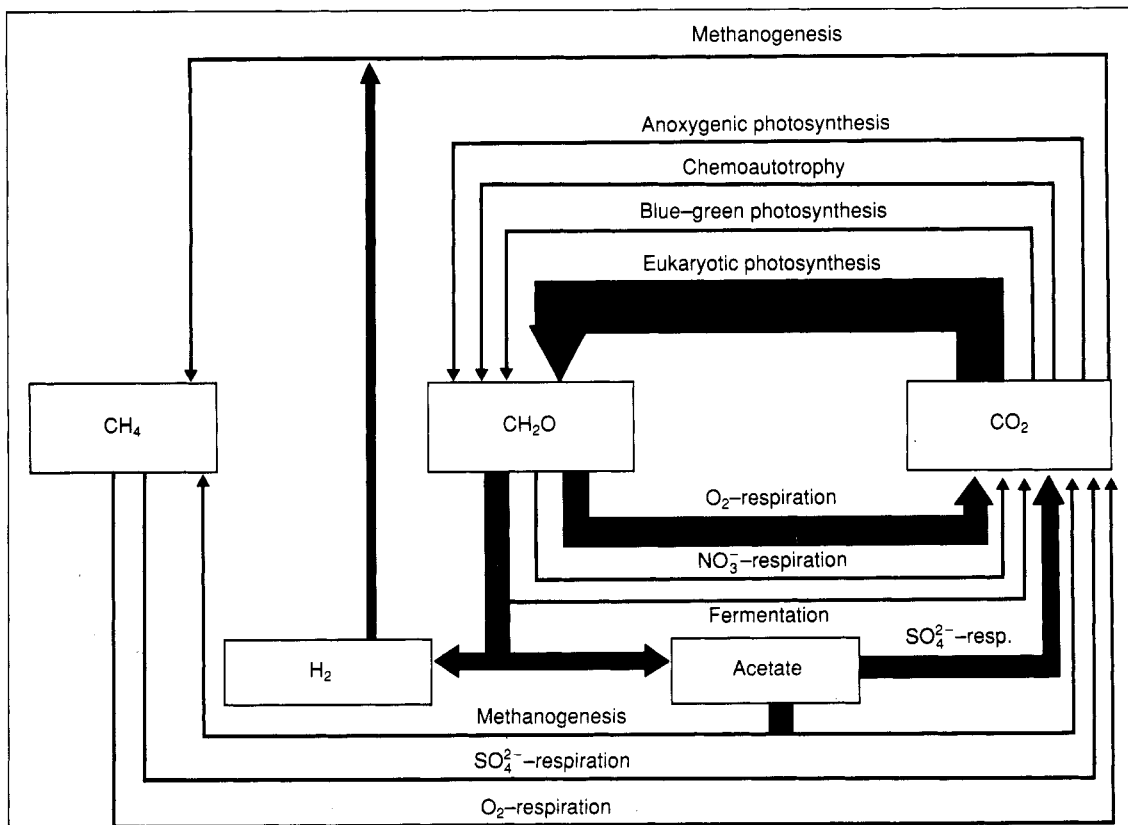 Methanogenesis
Anoxygenic photosynthesis
Chemoautotrophy
Blue–green photosynthesis
Eukaryotic photosynthesis
CH₄
CH₂O
CO₂
O₂–respiration
NO₃⁻–respiration
Fermentation
SO₄²⁻–resp.
H₂
Acetate
Methanogenesis
SO₄²⁻–respiration
O₂–respiration